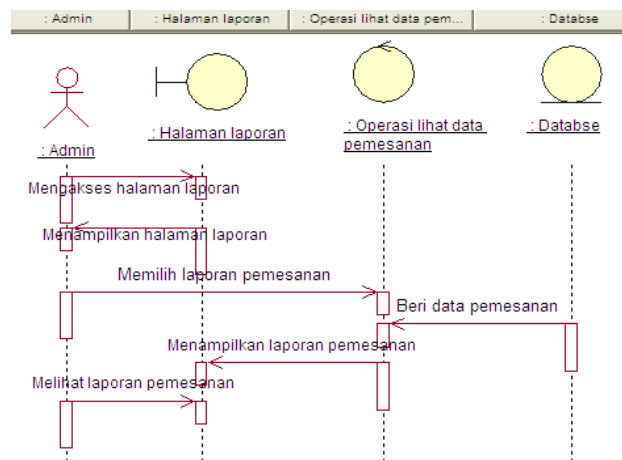 : Admin
: Halaman laporan
: Operasi lihat data pem...
: Databse
: Admin
: Halaman laporan
: Operasi lihat data
pemesanan
: Databse
Mengakses halaman laporan
Menampilkan halaman laporan
Memilih laporan pemesanan
Beri data pemesanan
Menampilkan laporan pemesanan
Melihat laporan pemesanan